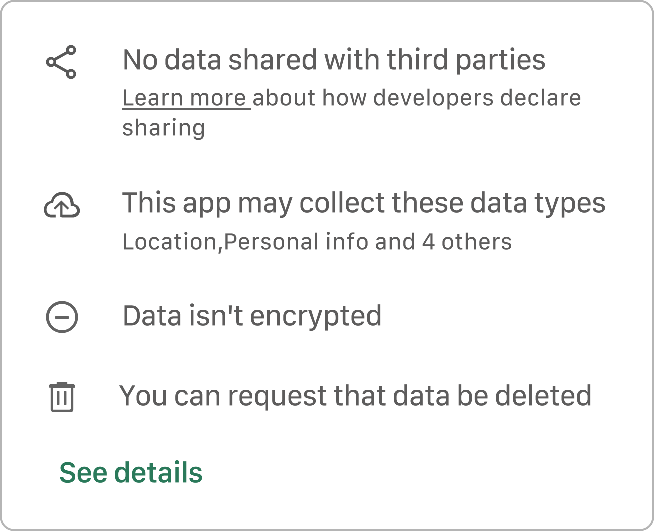 No data shared with third parties
Learn more about how developers declare
sharing
This app may collect these data types
Location,Personal info and 4 others
Data isn't encrypted
You can request that data be deleted
See details